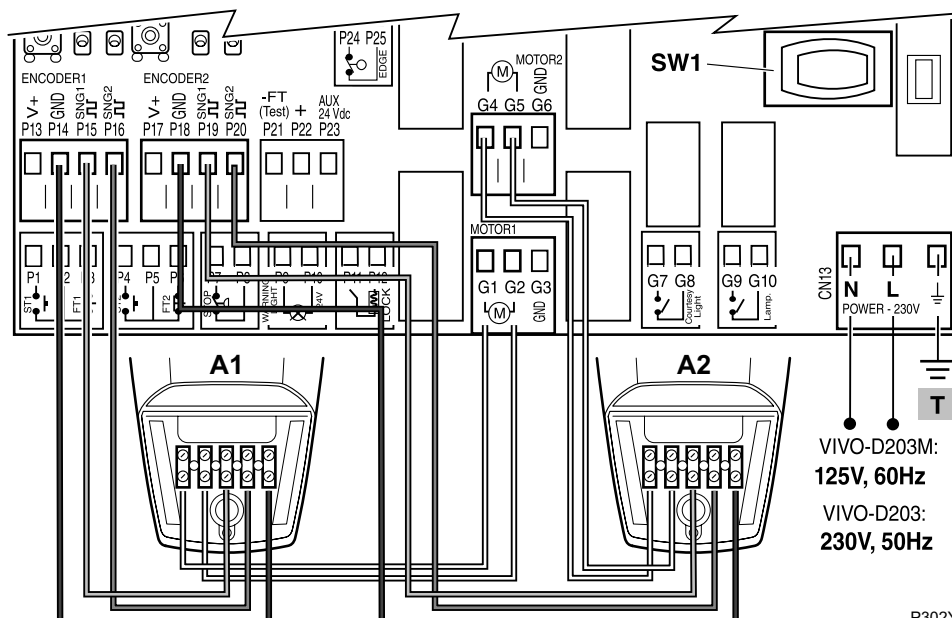 P24 P25
EDGE
MOTOR2
M
GND
G4 G5 G6
SW1
ENCODER1
V+
GND
SNG1
SNG2
P13 P14 P15 P16
ENCODER2
V+
GND
SNG1
SNG2
P17 P18 P19 P20
-FT
(Test)
+
AUX
24 Vdc
P21 P22 P23
MOTOR1
G1 G2 G3
M
GND
P1
ST1
FT1
P4 P5
FT2
STOP
24V
LOCK
G7 G8
Courtesy
Light
G9 G10
Lamp.
CN13
N L
POWER - 230V
T
A1
A2
VIVO-D203M:
125V, 60Hz
VIVO-D203:
230V, 50Hz